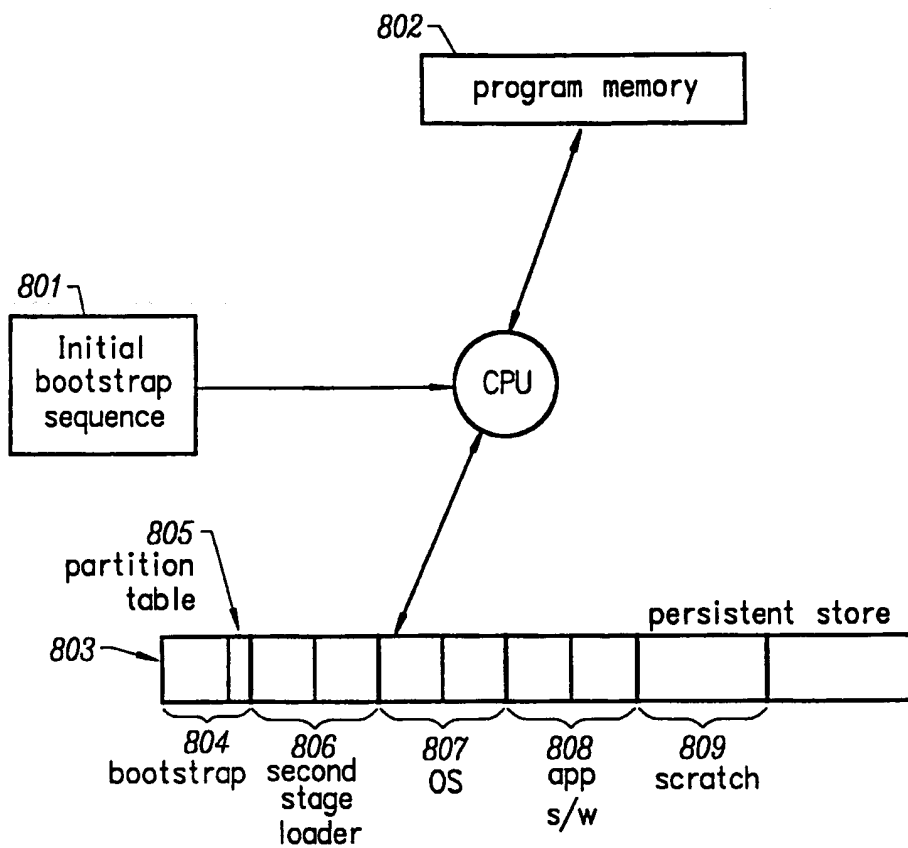 802
program memory
801
Initial
bootstrap
sequence
CPU
805
partition
table
persistent store
803
804
bootstrap
806
second
stage
loader
807
OS
808
app
s/w
809
scratch